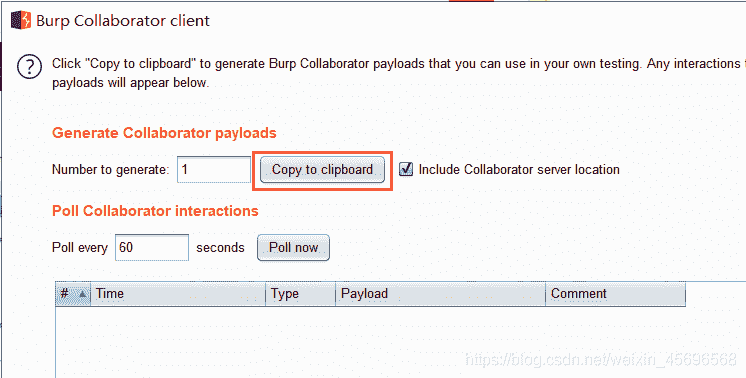 Burp Collaborator client
Click "Copy to clipboard" to generate Burp Collaborator payloads that you can use in your own testing. Any interactions
payloads will appear below.
Generate Collaborator payloads
Number to generate: 1 Copy to clipboard Include Collaborator server location
Poll Collaborator interactions
Poll every 60 seconds Poll now
# Time Type Payload Comment
https://blog.csdn.net/waixin_45696568